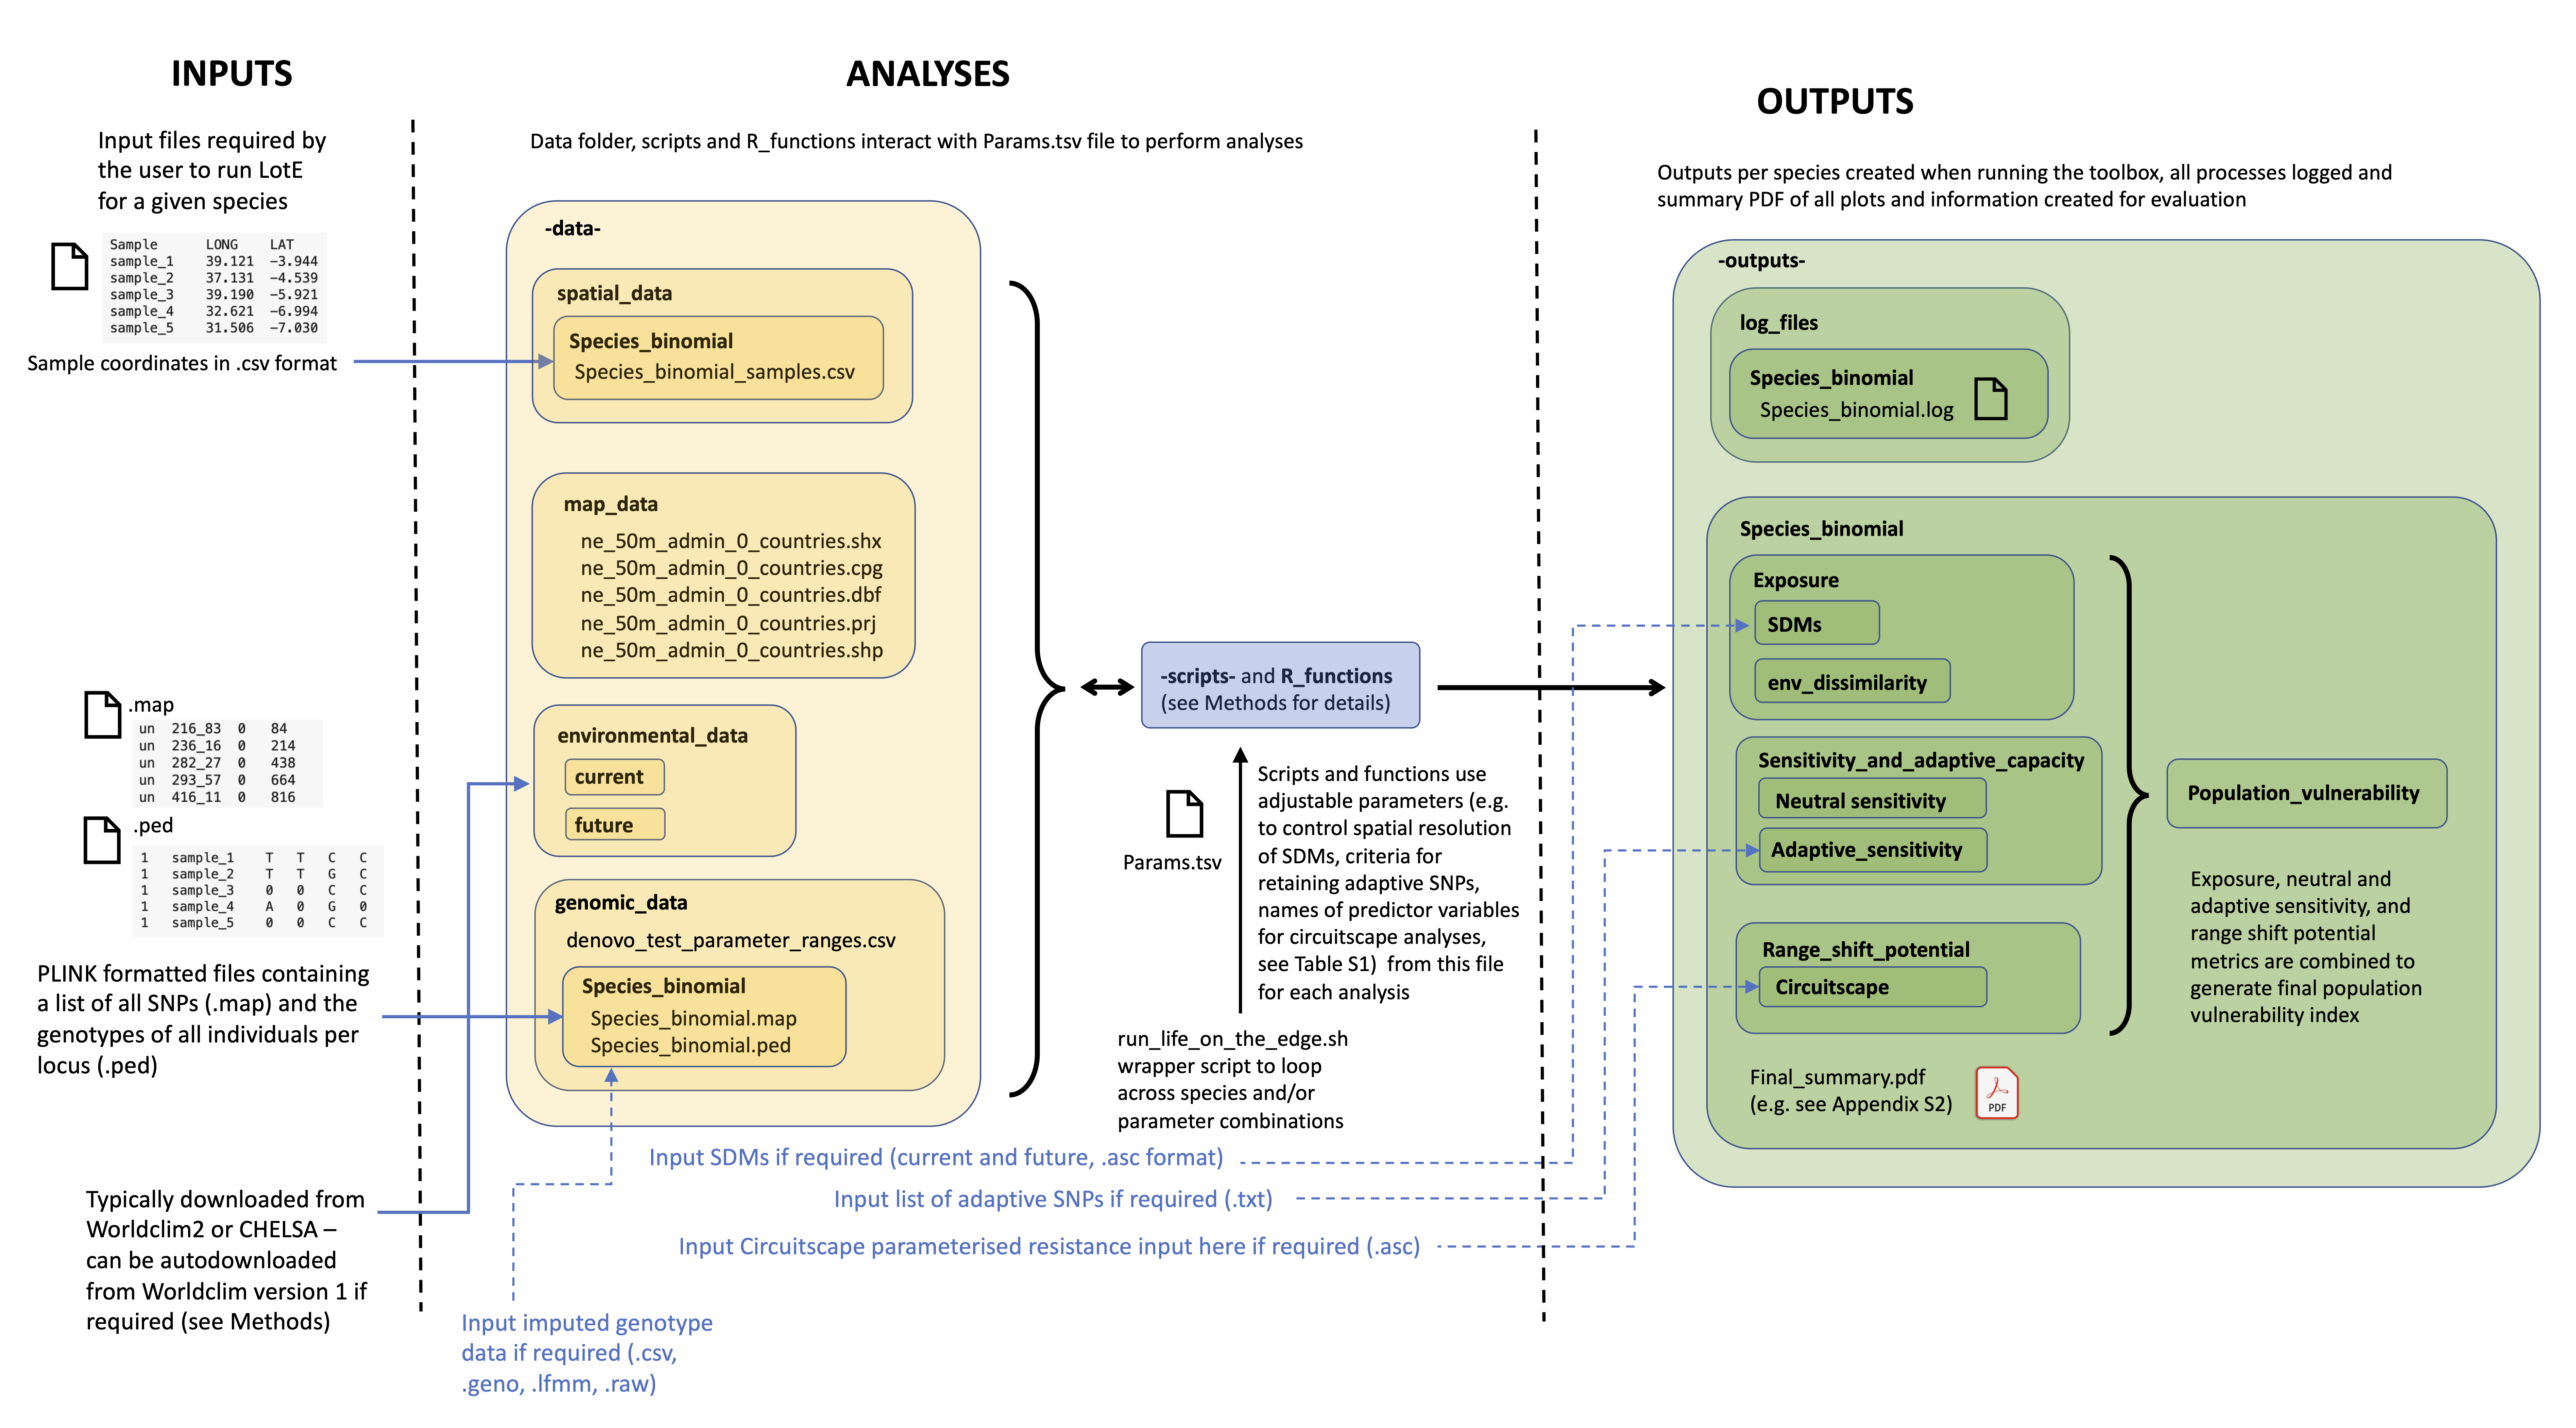 INPUTS
Input files required by
the user to run LotE
for a given species
Sample LONG LAT
sample_1 39.121 -3.944
sample_2 37.131 -4.539
sample_3 39.190 -5.921
sample_4 32.621 -6.994
sample_5 31.506 -7.030
Sample coordinates in .csv format
.map
un 216_83 0 84
un 236_16 0 214
un 282_27 0 438
un 293_57 0 664
un 416_11 0 816
.ped
1 sample_1 T T C C
1 sample_2 T T G C
1 sample_3 0 0 C C
1 sample_4 A 0 G 0
1 sample_5 0 0 C C
PLINK formatted files containing
a list of all SNPs (.map) and the
genotypes of all individuals per
locus (.ped)
Typically downloaded from
Worldclim2 or CHELSA –
can be autodownloaded
from Worldclim version 1 if
required (see Methods)
ANALYSES
Data folder, scripts and R_functions interact with Params.tsv file to perform analyses
-data-
spatial_data
Species_binomial
Species_binomial_samples.csv
map_data
ne_50m_admin_0_countries.shx
ne_50m_admin_0_countries.cpg
ne_50m_admin_0_countries.dbf
ne_50m_admin_0_countries.prj
ne_50m_admin_0_countries.shp
environmental_data
current
future
genomic_data
denovo_test_parameter_ranges.csv
Species_binomial
Species_binomial.map
Species_binomial.ped
-scripts- and R_functions
(see Methods for details)
Params.tsv
Scripts and functions use
adjustable parameters (e.g.
to control spatial resolution
of SDMs, criteria for
retaining adaptive SNPs,
names of predictor variables
for circuitscape analyses,
see Table S1) from this file
for each analysis
run_life_on_the_edge.sh
wrapper script to loop
across species and/or
parameter combinations
Input SDMs if required (current and future, .asc format)
Input list of adaptive SNPs if required (.txt)
Input Circuitscape parameterised resistance input here if required (.asc)
Input imputed genotype
data if required (.csv,
.geno, .lfmm, .raw)
OUTPUTS
Outputs per species created when running the toolbox, all processes logged and
summary PDF of all plots and information created for evaluation
-outputs-
log_files
Species_binomial
Species_binomial.log
Species_binomial
Exposure
SDMs
env_dissimilarity
Sensitivity_and_adaptive_capacity
Neutral sensitivity
Adaptive_sensitivity
Range_shift_potential
Circuitscape
Final_summary.pdf
(e.g. see Appendix S2)
PDF
Population_vulnerability
Exposure, neutral and
adaptive sensitivity, and
range shift potential
metrics are combined to
generate final population
vulnerability index